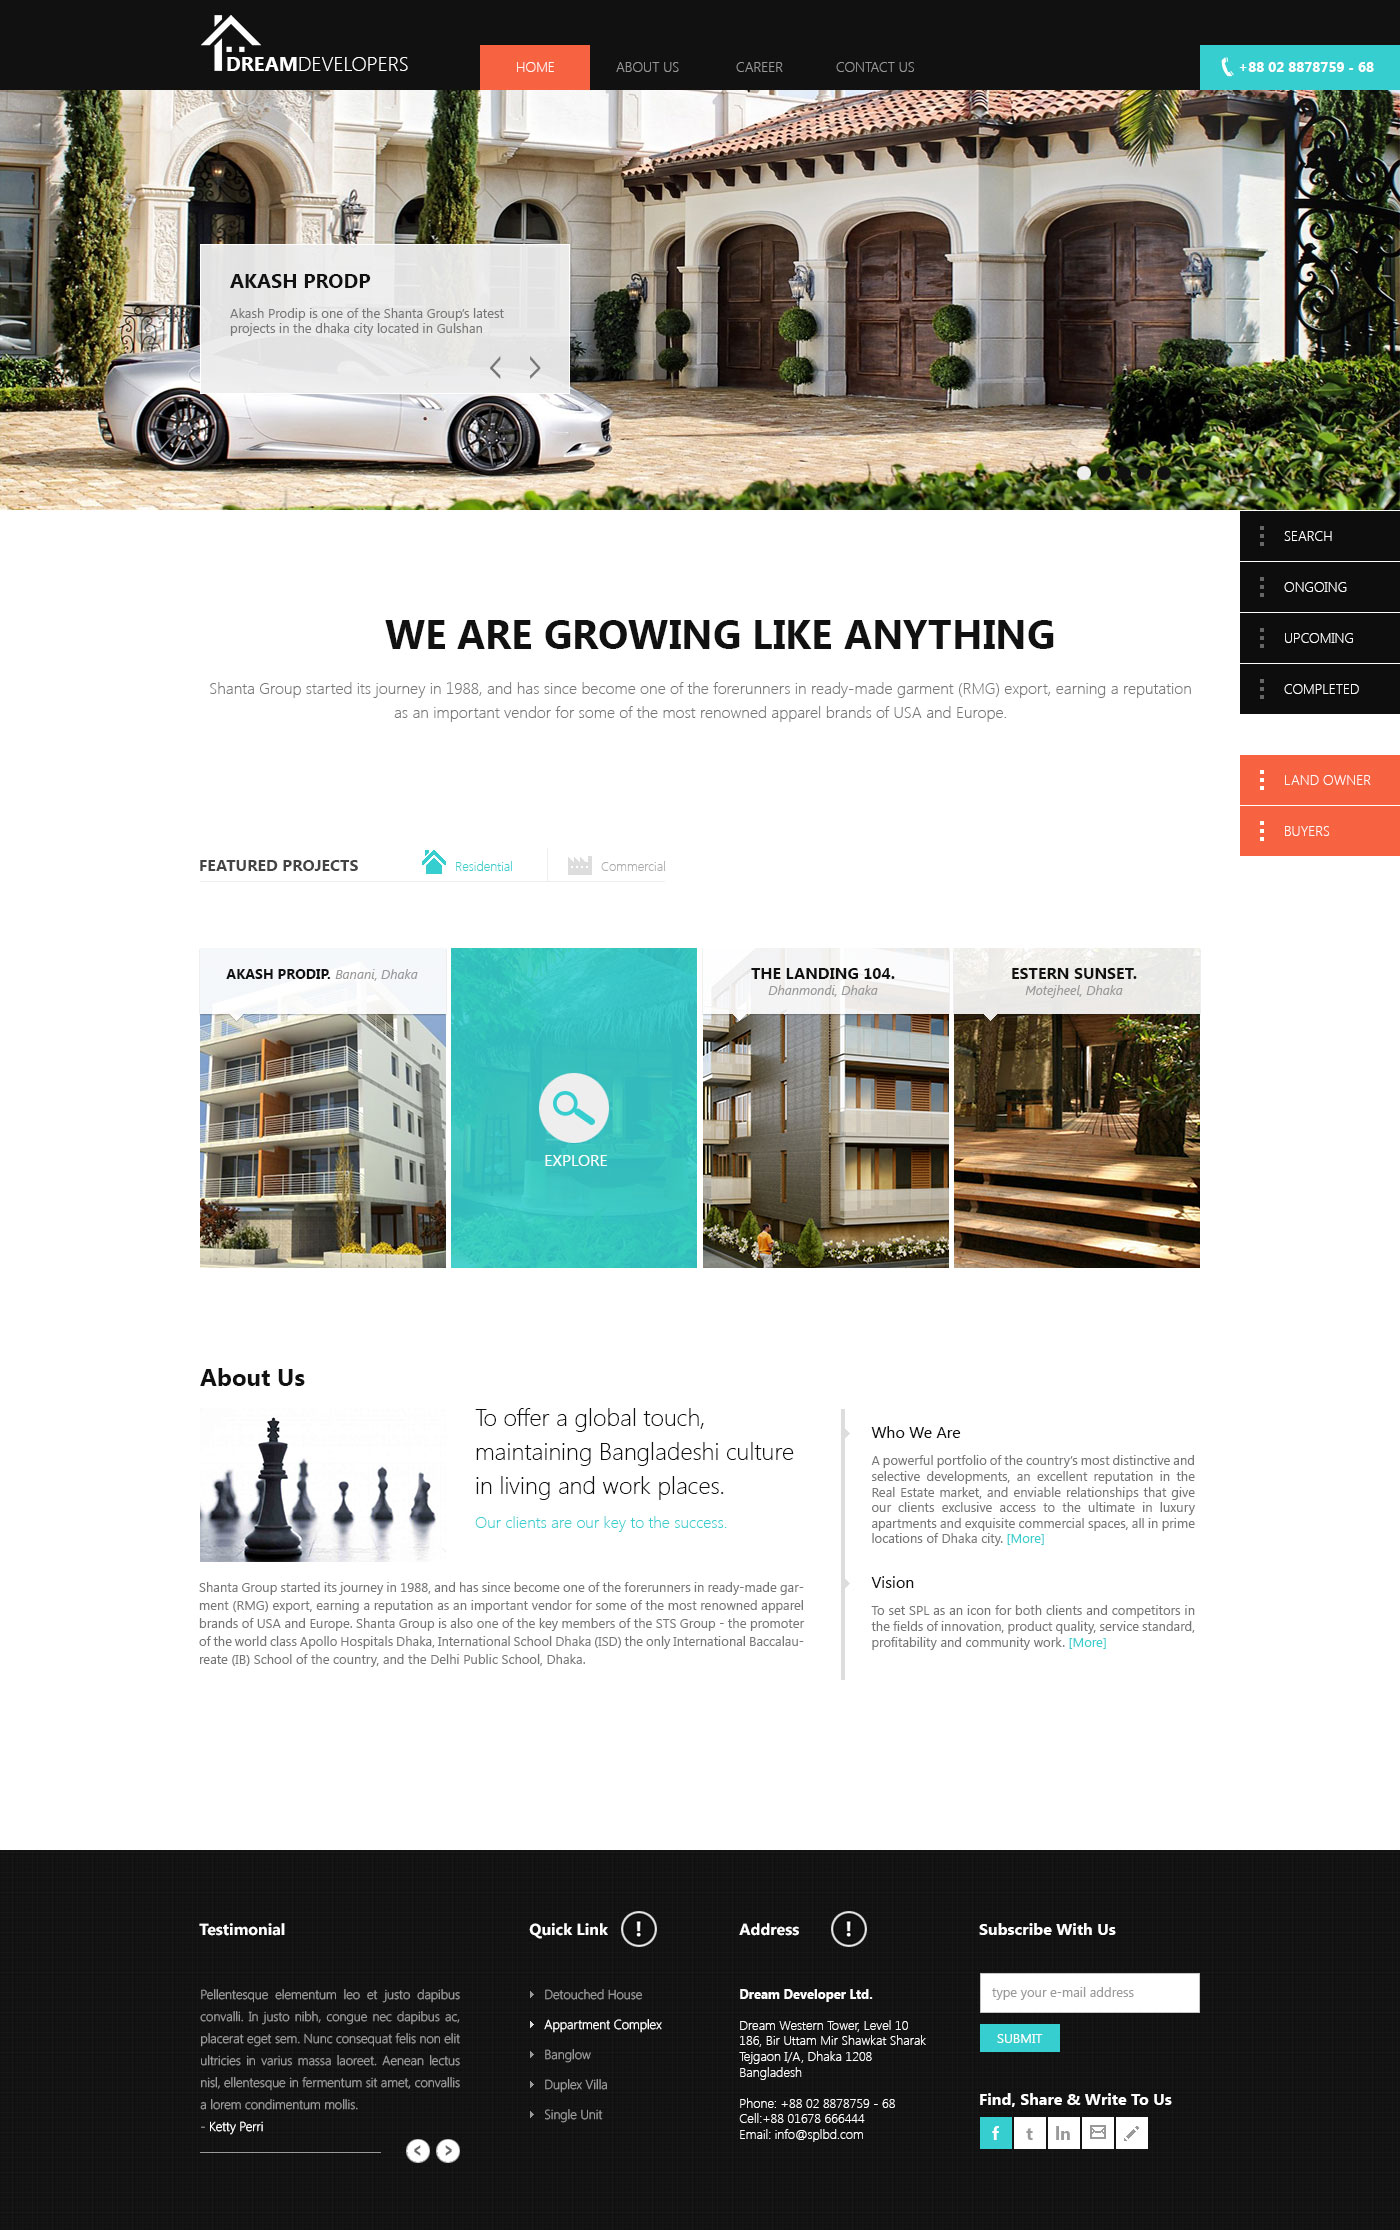 DREAMDEVELOPERS
HOME
ABOUT US
CAREER
CONTACT US
+88 02 8878759 - 68
AKASH PRODP
Akash Prodip is one of the Shanta Group's latest
projects in the dhaka city located in Gulshan
SEARCH
ONGOING
UPCOMING
COMPLETED
LAND OWNER
BUYERS
WE ARE GROWING LIKE ANYTHING
Shanta Group started its journey in 1988, and has since become one of the forerunners in ready-made garment (RMG) export, earning a reputation
as an important vendor for some of the most renowned apparel brands of USA and Europe.
FEATURED PROJECTS
Residential
Commercial
AKASH PRODIP. Banani, Dhaka
EXPLORE
THE LANDING 104.
Dhanmondi, Dhaka
ESTERN SUNSET.
Motejheel, Dhaka
About Us
To offer a global touch,
maintaining Bangladeshi culture
in living and work places.
Our clients are our key to the success.
Shanta Group started its journey in 1988, and has since become one of the forerunners in ready-made gar-
ment (RMG) export, earning a reputation as an important vendor for some of the most renowned apparel
brands of USA and Europe. Shanta Group is also one of the key members of the STS Group - the promoter
of the world class Apollo Hospitals Dhaka, International School Dhaka (ISD) the only International Baccalau-
reate (IB) School of the country, and the Delhi Public School, Dhaka.
Who We Are
A powerful portfolio of the country's most distinctive and
selective developments, an excellent reputation in the
Real Estate market, and enviable relationships that give
our clients exclusive access to the ultimate in luxury
apartments and exquisite commercial spaces, all in prime
locations of Dhaka city. [More]
Vision
To set SPL as an icon for both clients and competitors in
the fields of innovation, product quality, service standard,
profitability and community work. [More]
Testimonial
Pellentesque elementum leo et justo dapibus
convalli. In justo nibh, congue nec dapibus ac,
placerat eget sem. Nunc consequat felis non elit
ultricies in varius massa laoreet. Aenean lectus
nisl, ellentesque in fermentum sit amet, convallis
a lorem condimentum mollis.
- Ketty Perri
Quick Link !
Detouched House
Appartment Complex
Banglow
Duplex Villa
Single Unit
Address !
Dream Developer Ltd.
Dream Western Tower, Level 10
186, Bir Uttam Mir Shawkat Sharak
Tejgaon I/A, Dhaka 1208
Bangladesh
Phone: +88 02 8878759 - 68
Cell:+88 01678 666444
Email: info@splbd.com
Subscribe With Us
type your e-mail address
SUBMIT
Find, Share & Write To Us
f t In